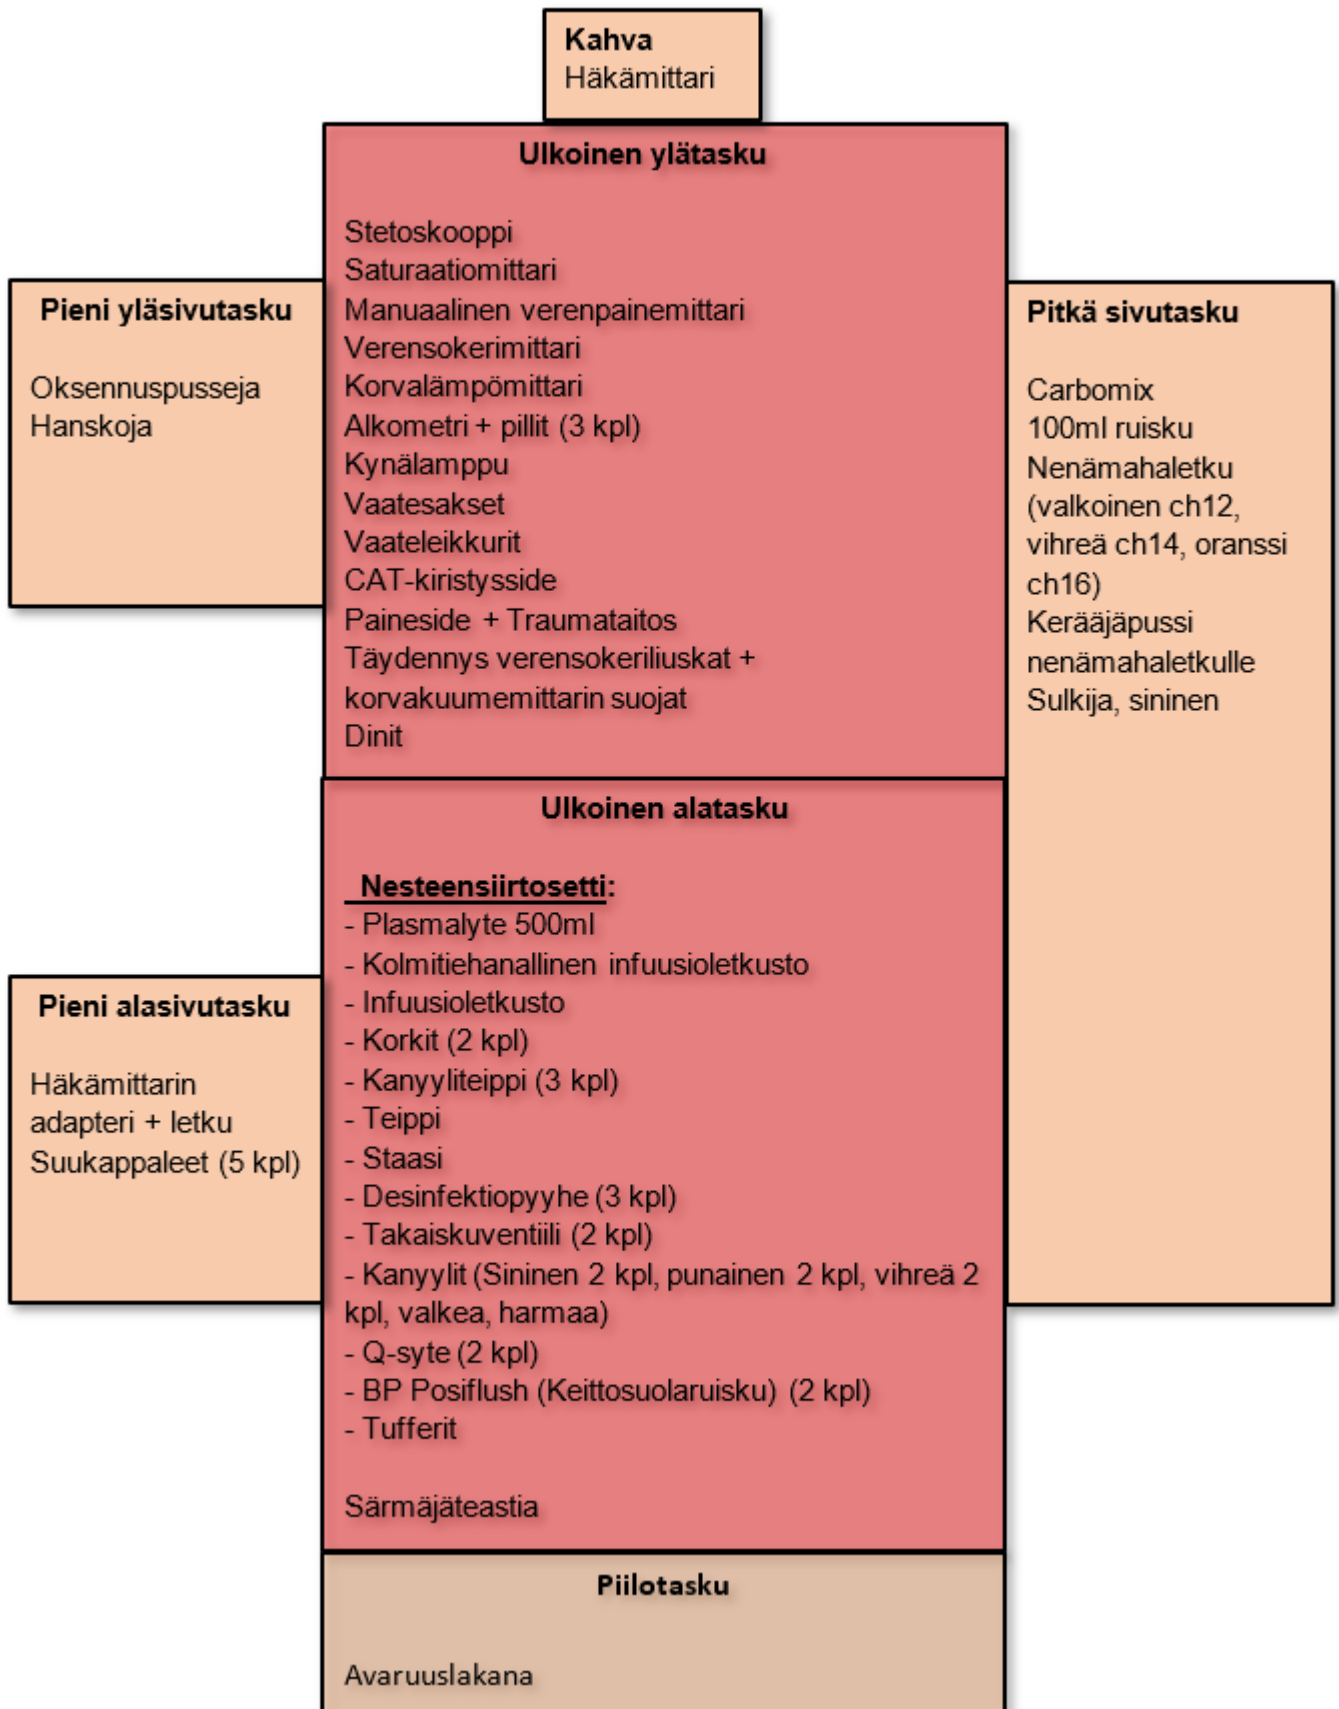 Kahva
Häkämittari
Ulkoinen ylätasku
Stetoskooppi
Saturaatiomittari
Manuaalinen verenpainemittari
Verensokerimittari
Korvalämpömittari
Alkometri + pillit (3 kpl)
Kynälamppu
Vaatesakset
Vaateleikkurit
CAT-kiristysside
Paineside + Traumataitos
Täydennys verensokeriliuskat +
korvakuumemittarin suojat
Dinit
Pieni yläsivutasku
Oksennuspusseja
Hanskoja
Pitkä sivutasku
Carbomix
100ml ruisku
Nenämahaletku
(valkoinen ch12,
vihreä ch14, oranssi
ch16)
Kerääjäpussi
nenämahaletkulle
Sulkija, sininen
Ulkoinen alatasku
Nesteensiirtosetti:
- Plasmalyte 500ml
- Kolmitiehanallinen infuusioletkusto
- Infuusioletkusto
- Korkit (2 kpl)
- Kanyyliteippi (3 kpl)
- Teippi
- Staasi
- Desinfektiopyyhe (3 kpl)
- Takaiskuventiili (2 kpl)
- Kanyylit (Sininen 2 kpl, punainen 2 kpl, vihreä 2
kpl, valkea, harmaa)
- Q-syte (2 kpl)
- BP Posiflush (Keittosuolaruisku) (2 kpl)
- Tufferit
Särmäjäteastia
Pieni alasivutasku
Häkämittarin
adapteri + letku
Suukappaleet (5 kpl)
Piilotasku
Avaruuslakana